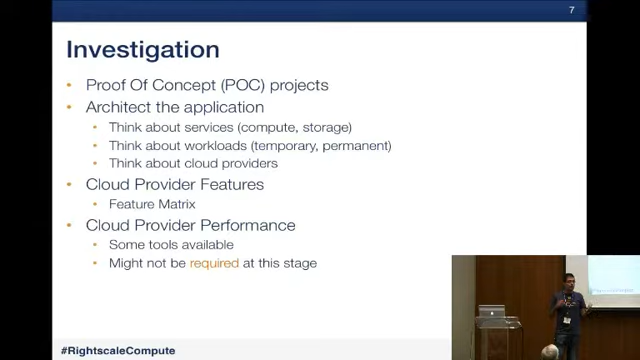 7
Investigation
• Proof Of Concept (POC) projects
• Architect the application
• Think about services (compute, storage)
• Think about workloads (temporary, permanent)
• Think about cloud providers
• Cloud Provider Features
• Feature Matrix
• Cloud Provider Performance
• Some tools available
• Might not be required at this stage
#RightscaleCompute